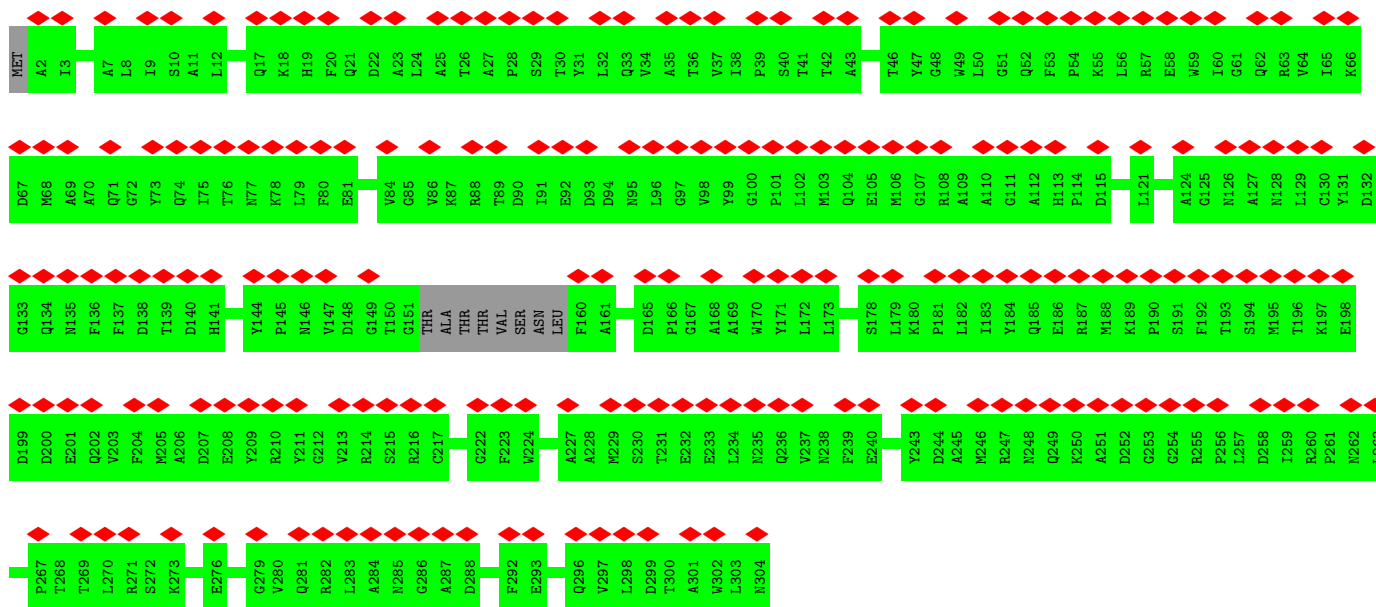 MET A2 I3 A7 L8 I9 S10 A11 L12 Q17 K18 H19 F20 Q21 D22 A23 L24 A25 T26 A27 P28 S29 T30 Y31 L32 Q33 V34 A35 T36 V37 I38 P39 S40 T41 T42 A43 T46 Y47 G48 W49 L50 G51 Q52 F53 P54 K55 L56 R57 E58 W59 I60 G61 Q62 R63 V64 I65 K66
D67 M68 A69 A70 Q71 G72 Y73 Q74 I75 T76 N77 K78 L79 F80 E81 V84 G85 V86 K87 R88 T89 D90 I91 E92 D93 D94 N95 L96 G97 V98 Y99 G100 P101 L102 M103 Q104 E105 M106 G107 R108 A109 A110 G111 A112 H113 P114 D115 L121 A124 G125 N126 A127 N128 L129 C130 Y131 D132
G133 Q134 N135 F136 F137 D138 T139 D140 H141 Y144 P145 N146 V147 D148 G149 T150 G151 THR ALA THR THR VAL SER ASN LEU F160 A161 D165 P166 G167 A168 A169 W170 Y171 L172 L173 S178 L179 K180 P181 L182 I183 Y184 Q185 E186 R187 M188 K189 P190 S191 F192 T193 S194 M195 T196 K197 E198
D199 D200 E201 Q202 V203 F204 M205 A206 D207 E208 Y209 R210 Y211 G212 V213 R214 S215 R216 C217 G222 F223 W224 A227 A228 M229 S230 T231 E232 E233 L234 N235 Q236 V237 N238 F239 E240 Y243 D244 A245 M246 R247 N248 Q249 K250 A251 D252 G253 G254 R255 P256 L257 D258 I259 R260 P261 N262
P267 T268 T269 L270 R271 S272 K273 E276 G279 V280 Q281 R282 L283 A284 N285 G286 A287 D288 F292 E293 Q296 V297 L298 D299 T300 A301 W302 L303 N304